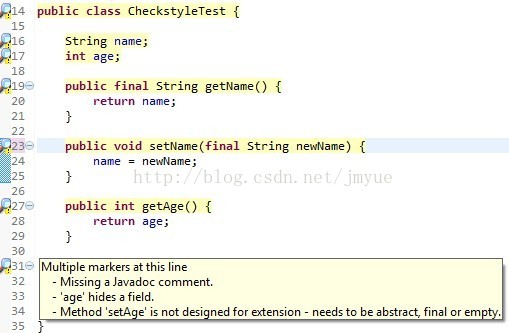 14 public class CheckstyleTest {
15
16 String name;
17 int age;
18
19 public final String getName() {
20 return name;
21 }
22
23 public void setName(final String newName) {
24 name = newName;
25 }
http://blog.csdn.net/jmyue
26
27 public int getAge() {
28 return age;
29 }
30
31 Multiple markers at this line
32 - Missing a Javadoc comment.
33 - 'age' hides a field.
34 - Method 'setAge' is not designed for extension - needs to be abstract, final or empty.
35 }